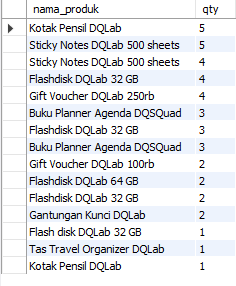 nama_produk qty
Kotak Pensil DQLab 5
Sticky Notes DQLab 500 sheets 5
Sticky Notes DQLab 500 sheets 4
Flashdisk DQLab 32 GB 4
Gift Voucher DQLab 250rb 4
Buku Planner Agenda DQSQuad 3
Flashdisk DQLab 32 GB 3
Buku Planner Agenda DQSQuad 3
Gift Voucher DQLab 100rb 2
Flashdisk DQLab 64 GB 2
Flashdisk DQLab 32 GB 2
Gantungan Kunci DQLab 2
Flash disk DQLab 32 GB 1
Tas Travel Organizer DQLab 1
Kotak Pensil DQLab 1